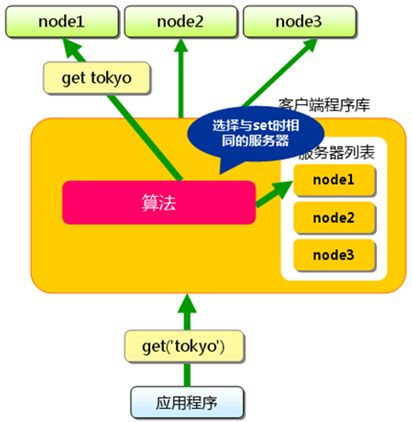 node1
node2
node3
get tokyo
客户端程序库
选择与set时相
同的服务器
服务器列表
node1
算法
node2
node3
get('tokyo')
应用程序